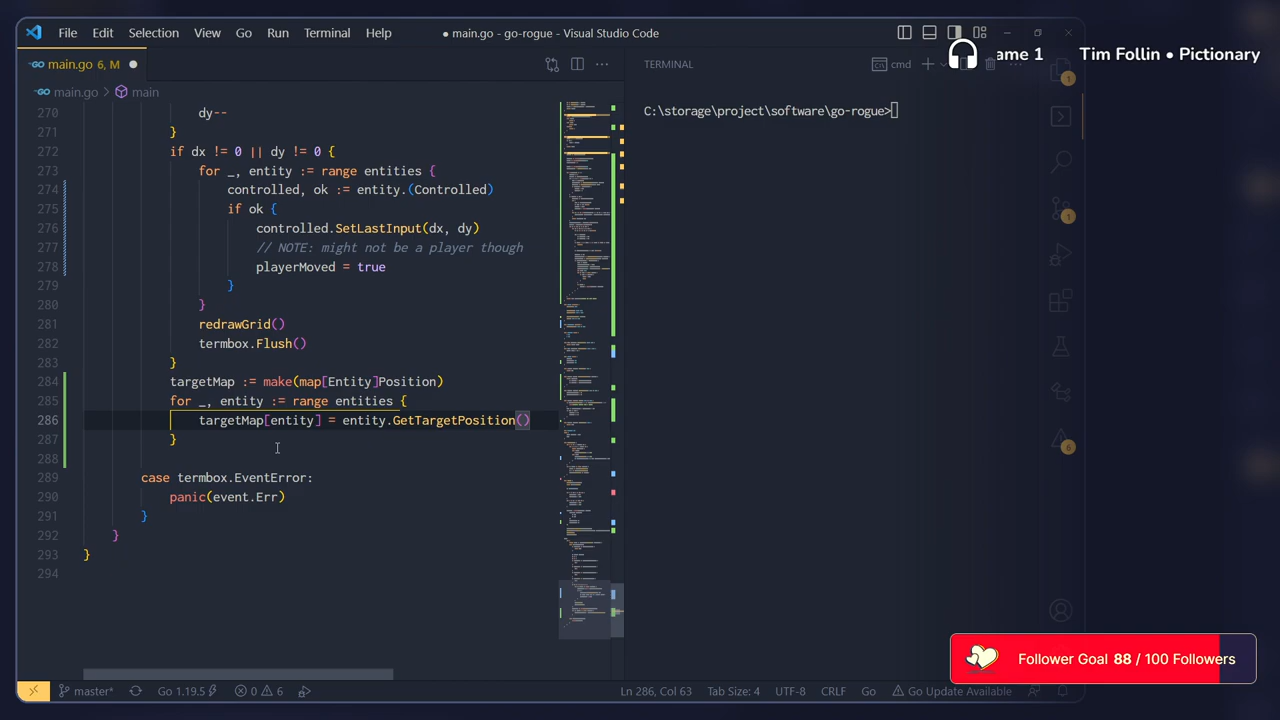 File Edit Selection View Go Run Terminal Help
● main.go - go-rogue - Visual Studio Code
ame 1 Tim Follin • Pictionary
main.go 6, M
TERMINAL
cmd
main.go > main
C:\storage\project\software\go-rogue>
270 dy--
271 }
272 if dx != 0 || dy != 0 {
273 for _, entity := range entities {
274 controlled, ok := entity.(Controlled)
275 if ok {
276 controlled.SetLastInput(dx, dy)
277 // NOTE: might not be a player though
278 playerMoved = true
279 }
280 }
281 redrawGrid()
282 termbox.Flush()
283 }
284 targetMap := make(map[Entity]Position)
285 for _, entity := range entities {
286 targetMap[entity] = entity.GetTargetPosition()
287 }
288
289 case termbox.EventError:
290 panic(event.Err)
291 }
292 }
293 }
294
1
1
6
Follower Goal 88 / 100 Followers
master* Go 1.19.5 0 6 Ln 286, Col 63 Tab Size: 4 UTF-8 CRLF Go Go Update Available